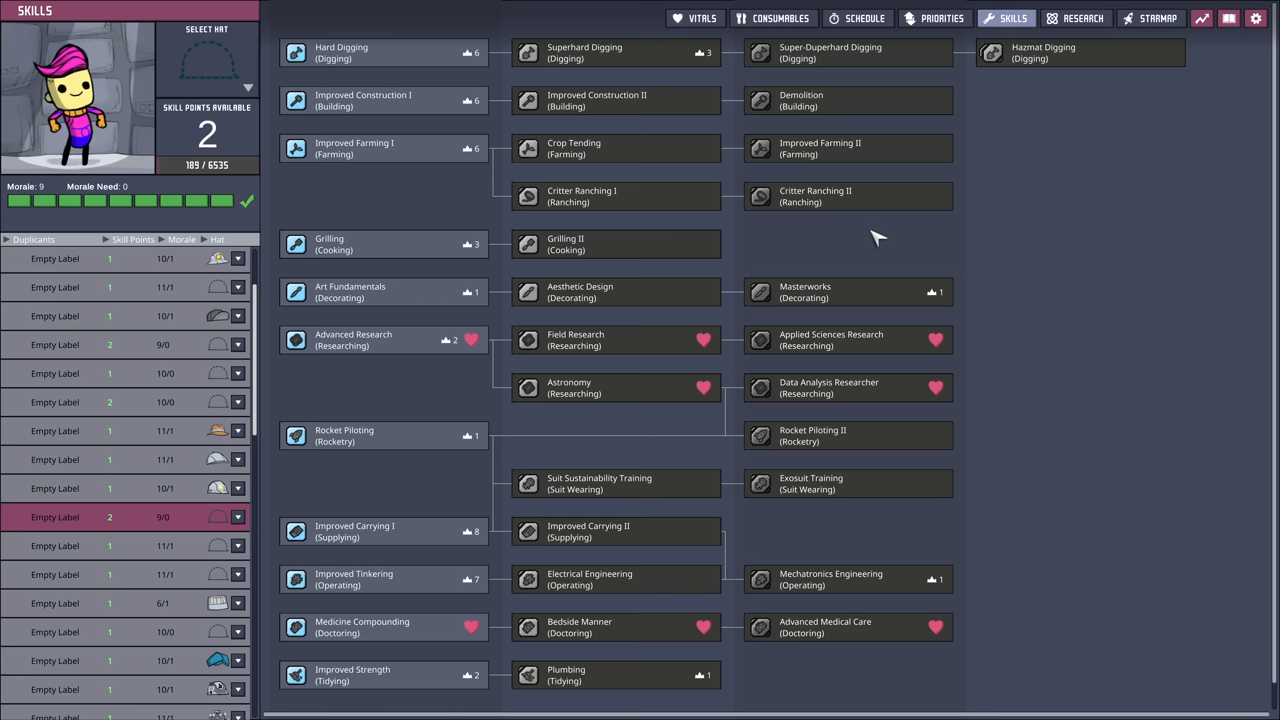 SKILLS
VITALS
CONSUMABLES
SCHEDULE
PRIORITIES
SKILLS
RESEARCH
STARMAP
SELECT HAT
SKILL POINTS AVAILABLE
2
189 / 6535
Morale: 9
Morale Need: 0
Duplicants
Skill Points
Morale
Hat
Empty Label 1 10/1
Empty Label 1 11/1
Empty Label 1 10/1
Empty Label 2 9/0
Empty Label 1 10/0
Empty Label 2 10/0
Empty Label 1 11/1
Empty Label 1 11/1
Empty Label 1 10/1
Empty Label 2 9/0
Empty Label 1 11/1
Empty Label 1 11/1
Empty Label 1 6/1
Empty Label 1 10/0
Empty Label 1 10/1
Empty Label 1 10/1
Empty Label 1 11/1
Hard Digging
(Digging)
6
Superhard Digging
(Digging)
3
Super-Duperhard Digging
(Digging)
Hazmat Digging
(Digging)
Improved Construction I
(Building)
6
Improved Construction II
(Building)
Demolition
(Building)
Improved Farming I
(Farming)
6
Crop Tending
(Farming)
Improved Farming II
(Farming)
Critter Ranching I
(Ranching)
Critter Ranching II
(Ranching)
Grilling
(Cooking)
3
Grilling II
(Cooking)
Art Fundamentals
(Decorating)
1
Aesthetic Design
(Decorating)
Masterworks
(Decorating)
1
Advanced Research
(Researching)
2
Field Research
(Researching)
Applied Sciences Research
(Researching)
Astronomy
(Researching)
Data Analysis Researcher
(Researching)
Rocket Piloting
(Rocketry)
1
Rocket Piloting II
(Rocketry)
Suit Sustainability Training
(Suit Wearing)
Exosuit Training
(Suit Wearing)
Improved Carrying I
(Supplying)
8
Improved Carrying II
(Supplying)
Improved Tinkering
(Operating)
7
Electrical Engineering
(Operating)
Mechatronics Engineering
(Operating)
1
Medicine Compounding
(Doctoring)
Bedside Manner
(Doctoring)
Advanced Medical Care
(Doctoring)
Improved Strength
(Tidying)
2
Plumbing
(Tidying)
1